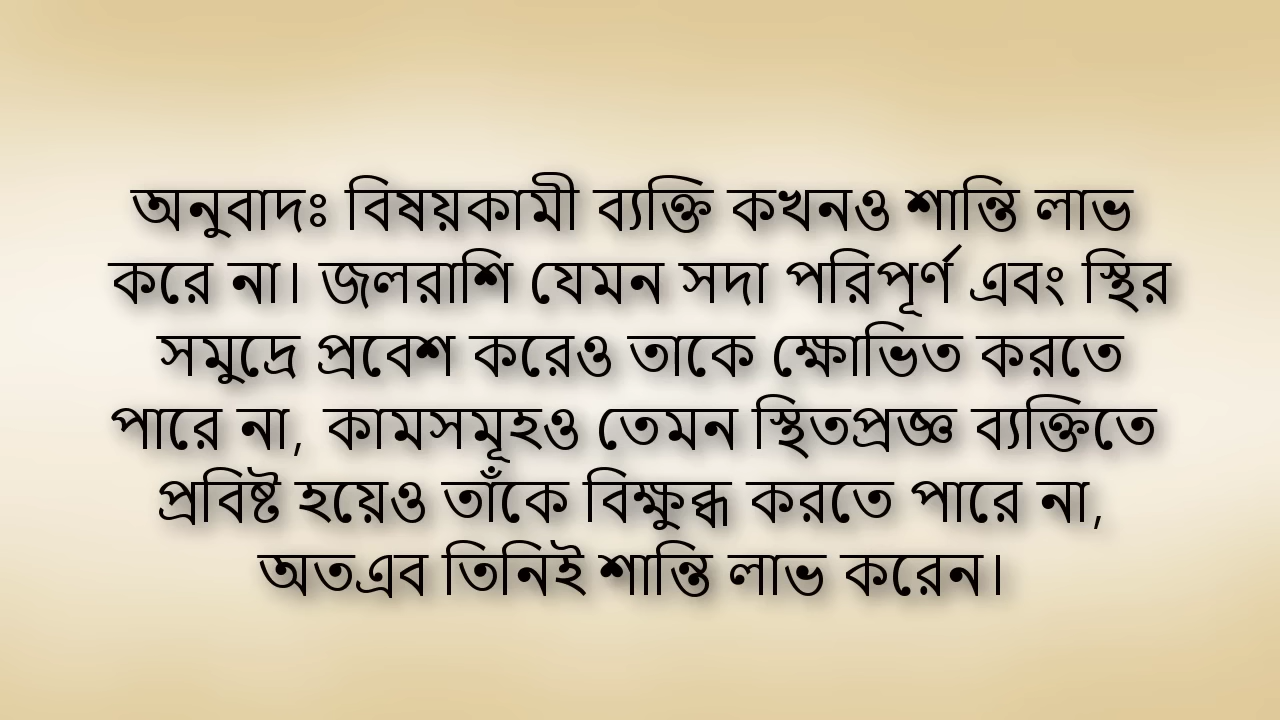 অনুবাদঃ বিষয়কামী ব্যক্তি কখনও শান্তি লাভ
করে না। জলরাশি যেমন সদা পরিপূর্ণ এবং স্থির
সমুদ্রে প্রবেশ করেও তাকে ক্ষোভিত করতে
পারে না, কামসমূহও তেমন স্থিতপ্রজ্ঞ ব্যক্তিতে
প্রবিষ্ট হয়েও তাঁকে বিক্ষুব্ধ করতে পারে না,
অতএব তিনিই শান্তি লাভ করেন।